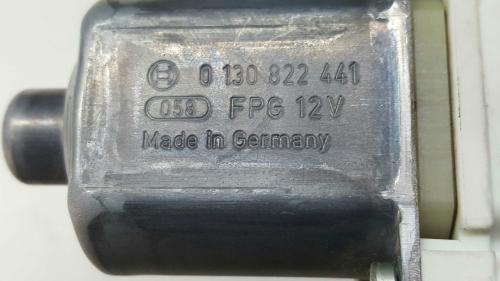 0 130 822 441
058 FPG 12V
Made in Germany